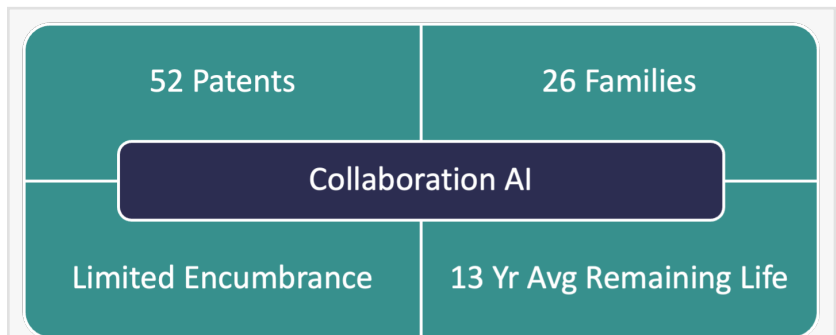 52 Patents
26 Families
Collaboration AI
Limited Encumbrance
13 Yr Avg Remaining Life